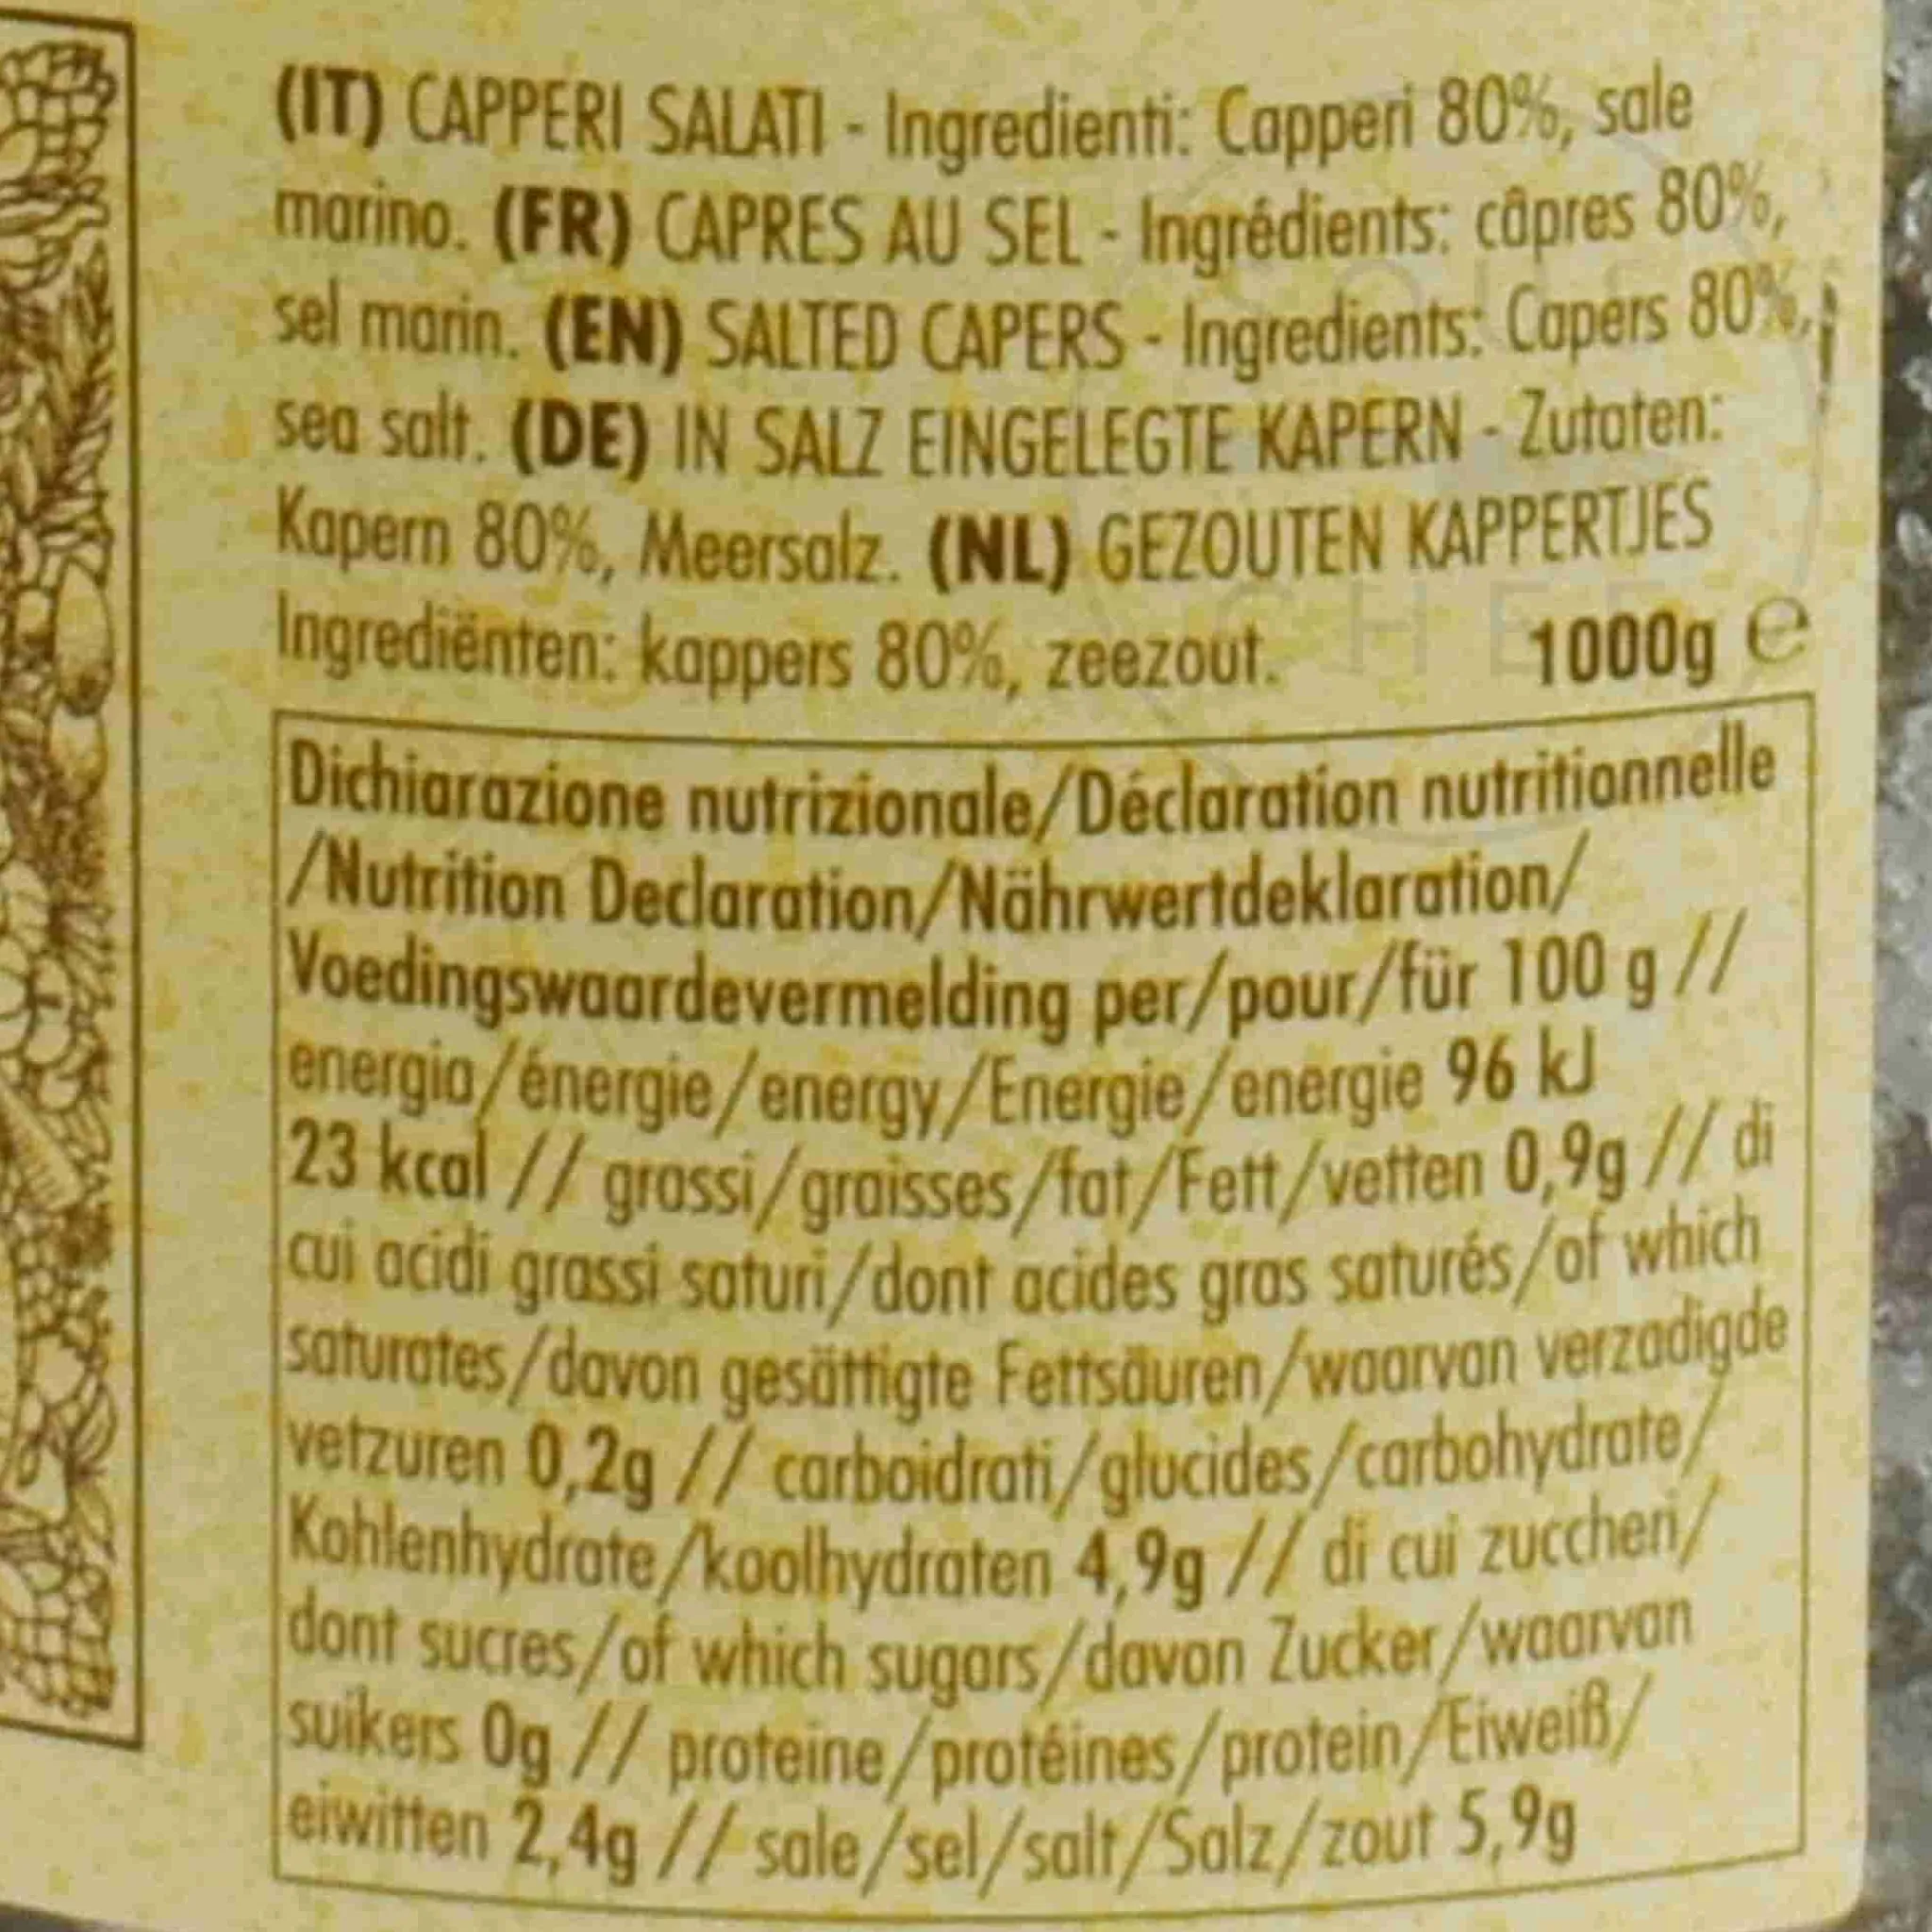 (IT) CAPPERI SALATI - Ingredienti: Capperi 80%, sale
marino. (FR) CAPRES AU SEL - Ingrédients: câpres 80%,
sel marin. (EN) SALTED CAPERS - Ingredients: Capers 80%,
sea salt. (DE) IN SALZ EINGELEGTE KAPERN - Zutaten:
Kapern 80%, Meersalz. (NL) GEZOUTEN KAPPERTJES
Ingrediënten: kappers 80%, zeezout. 1000g e
Dichiarazione nutrizionale/Déclaration nutritionnelle
/Nutrition Declaration/Nährwertdeklaration/
Voedingswaardevermelding per/pour/für 100 g //
energia/énergie/energy/Energie/energie 96 kJ
23 kcal // grassi/graisses/fat/Fett/vetten 0,9g // di
cui acidi grassi saturi/dont acides gras saturés/of which
saturates/davon gesättigte Fettsäuren/waarvan verzadigde
vetzuren 0,2g // carboidrati/glucides/carbohydrate/
Kohlenhydrate/koolhydraten 4,9g // di cui zuccheri/
dont sucres/of which sugars/davon Zucker/waarvan
suikers 0g // proteine/protéines/protein/Eiweiß/
eiwitten 2,4g // sale/sel/salt/Salz/zout 5,9g